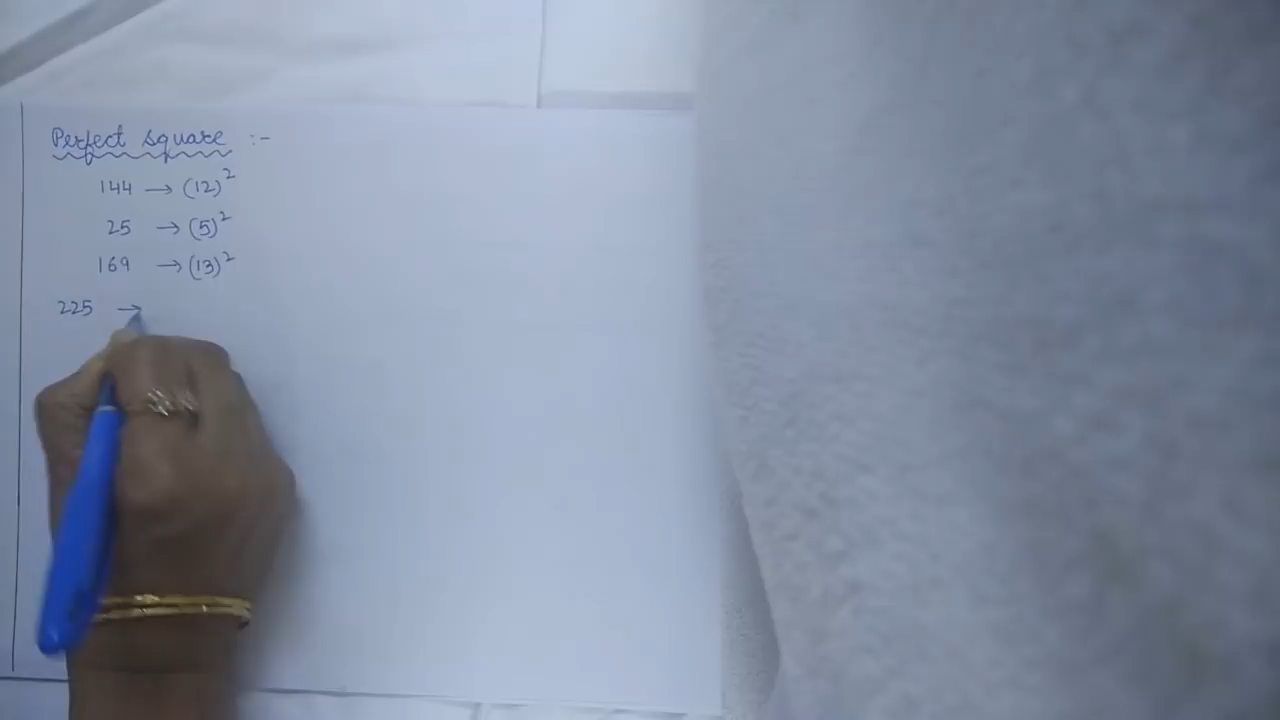 Perfect square :-
144 → (12)²
25 → (5)²
169 → (13)²
225 →